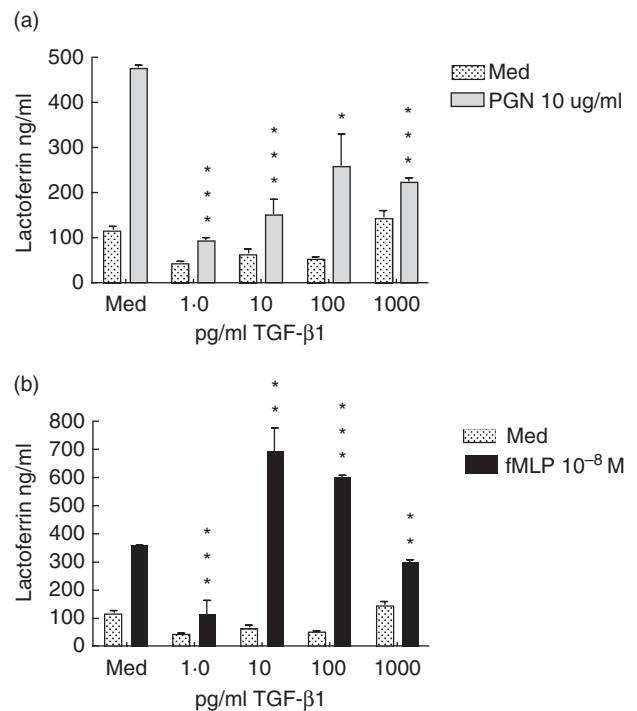 (a)
500
400
300
200
100
0
Lactoferrin ng/ml
Med
PGN 10 ug/ml
* * *
* * *
*
* * *
Med 1·0 10 100 1000
pg/ml TGF-β1
(b)
800
700
600
500
400
300
200
100
0
Lactoferrin ng/ml
Med
fMLP 10⁻⁸ M
* * *
* *
* * *
* *
Med 1·0 10 100 1000
pg/ml TGF-β1